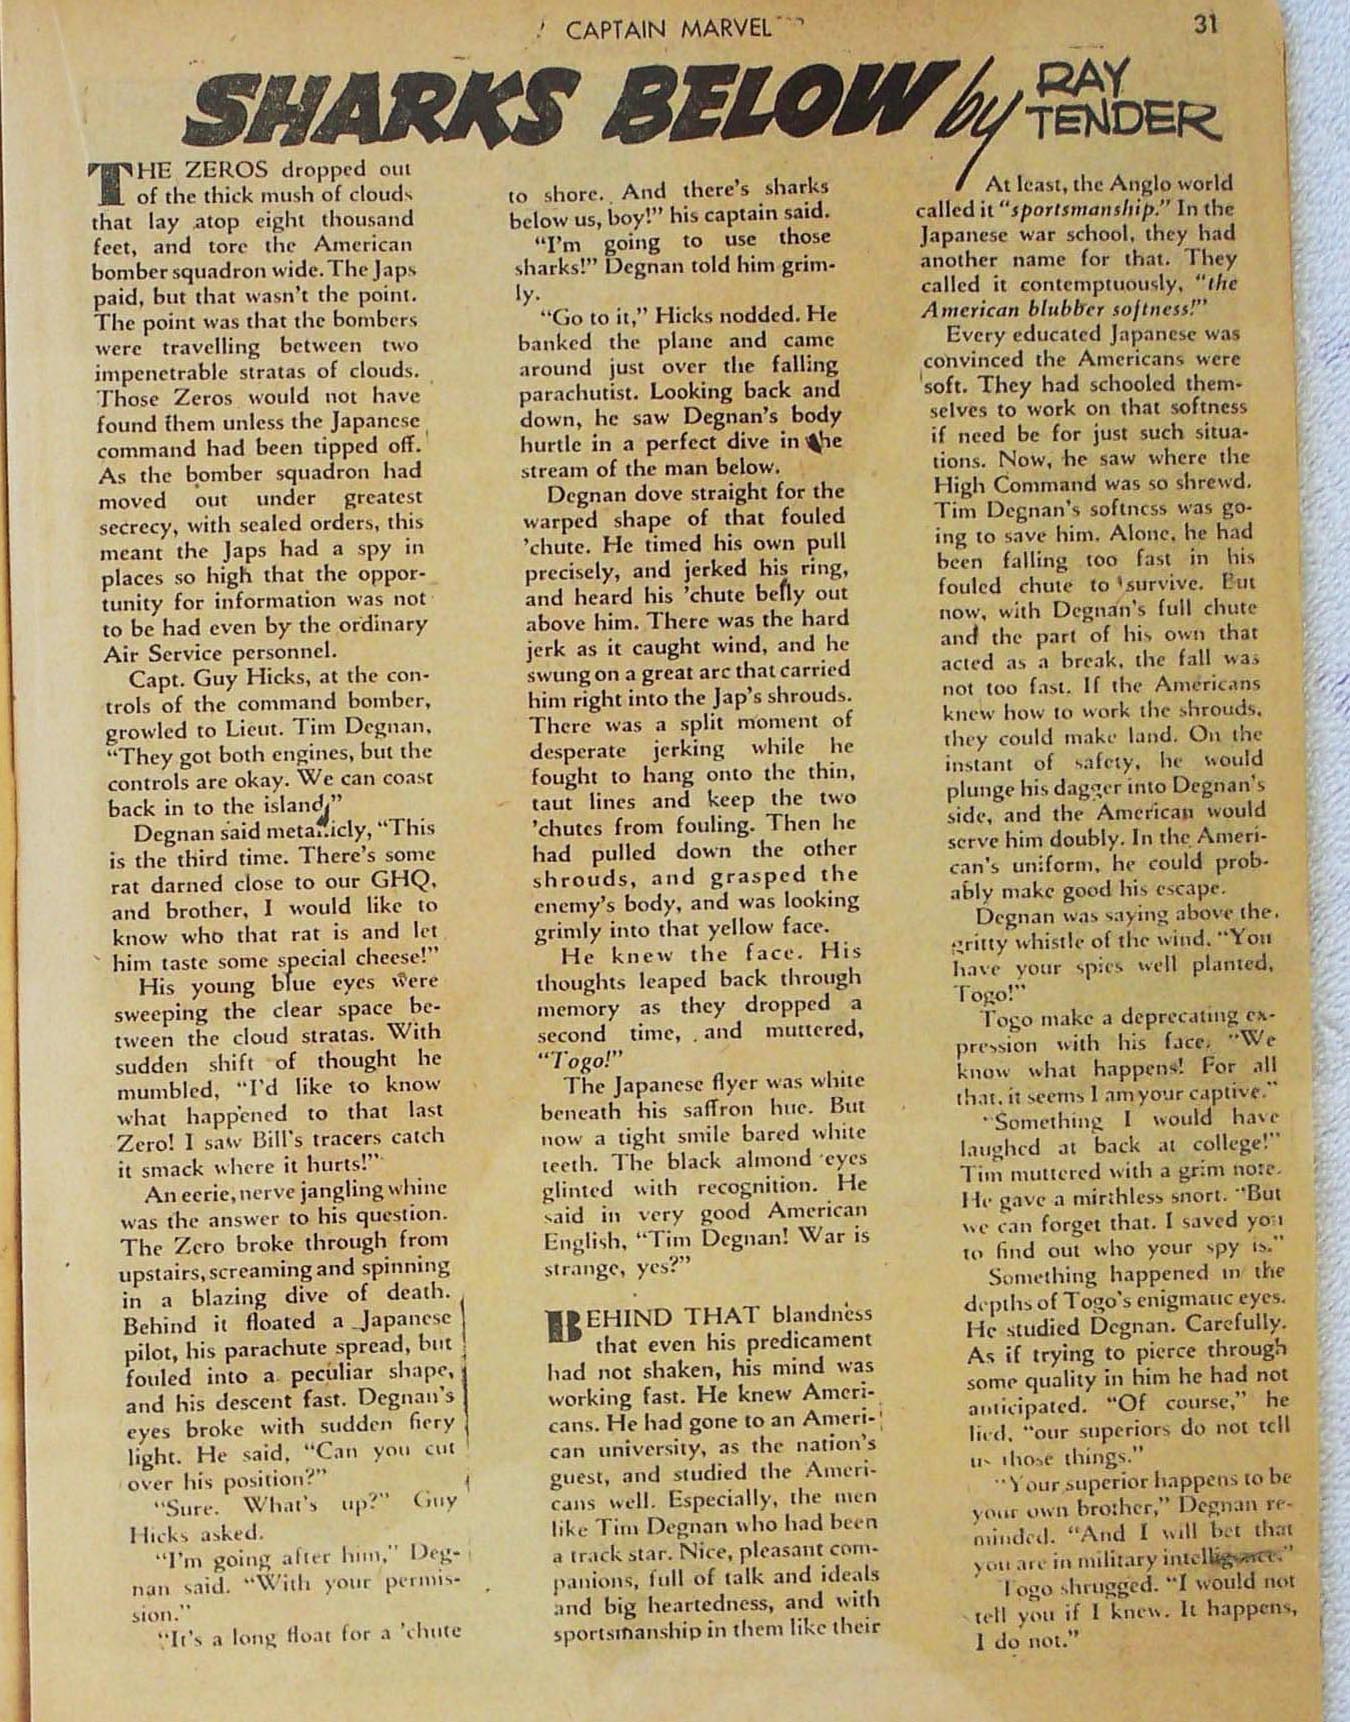 CAPTAIN MARVEL
31
SHARKS BELOW by RAY TENDER
THE ZEROS dropped out
of the thick mush of clouds
that lay atop eight thousand
feet, and tore the American
bomber squadron wide. The Japs
paid, but that wasn't the point.
The point was that the bombers
were travelling between two
impenetrable stratas of clouds.
Those Zeros would not have
found them unless the Japanese
command had been tipped off.
As the bomber squadron had
moved out under greatest
secrecy, with sealed orders, this
meant the Japs had a spy in
places so high that the oppor-
tunity for information was not
to be had even by the ordinary
Air Service personnel.
Capt. Guy Hicks, at the con-
trols of the command bomber,
growled to Lieut. Tim Degnan,
"They got both engines, but the
controls are okay. We can coast
back in to the island,"
Degnan said metallicly, "This
is the third time. There's some
rat darned close to our GHQ,
and brother, I would like to
know who that rat is and let
him taste some special cheese!"
His young blue eyes were
sweeping the clear space be-
tween the cloud stratas. With
sudden shift of thought he
mumbled, "I'd like to know
what happened to that last
Zero! I saw Bill's tracers catch
it smack where it hurts!"
An eerie, nerve jangling whine
was the answer to his question.
The Zero broke through from
upstairs, screaming and spinning
in a blazing dive of death.
Behind it floated a Japanese
pilot, his parachute spread, but
fouled into a peculiar shape,
and his descent fast. Degnan's
eyes broke with sudden fiery
light. He said, "Can you cut
over his position?"
"Sure. What's up?" Guy
Hicks asked.
"I'm going after him," Deg-
nan said. "With your permis-
sion."
"It's a long float for a 'chute
to shore. And there's sharks
below us, boy!" his captain said.
"I'm going to use those
sharks!" Degnan told him grim-
ly.
"Go to it," Hicks nodded. He
banked the plane and came
around just over the falling
parachutist. Looking back and
down, he saw Degnan's body
hurtle in a perfect dive in the
stream of the man below.
Degnan dove straight for the
warped shape of that fouled
'chute. He timed his own pull
precisely, and jerked his ring,
and heard his 'chute belly out
above him. There was the hard
jerk as it caught wind, and he
swung on a great arc that carried
him right into the Jap's shrouds.
There was a split moment of
desperate jerking while he
fought to hang onto the thin,
taut lines and keep the two
'chutes from fouling. Then he
had pulled down the other
shrouds, and grasped the
enemy's body, and was looking
grimly into that yellow face.
He knew the face. His
thoughts leaped back through
memory as they dropped a
second time, and muttered,
"Togo!"
The Japanese flyer was white
beneath his saffron hue. But
now a tight smile bared white
teeth. The black almond eyes
glinted with recognition. He
said in very good American
English, "Tim Degnan! War is
strange, yes?"
BEHIND THAT blandness
that even his predicament
had not shaken, his mind was
working fast. He knew Ameri-
cans. He had gone to an Ameri-
can university, as the nation's
guest, and studied the Ameri-
cans well. Especially, the men
like Tim Degnan who had been
a track star. Nice, pleasant com-
panions, full of talk and ideals
and big heartedness, and with
sportsmanship in them like their
At least, the Anglo world
called it "sportsmanship." In the
Japanese war school, they had
another name for that. They
called it contemptuously, "the
American blubber softness!"
Every educated Japanese was
convinced the Americans were
soft. They had schooled them-
selves to work on that softness
if need be for just such situa-
tions. Now, he saw where the
High Command was so shrewd.
Tim Degnan's softness was go-
ing to save him. Alone, he had
been falling too fast in his
fouled chute to survive. But
now, with Degnan's full chute
and the part of his own that
acted as a break, the fall was
not too fast. If the Americans
knew how to work the shrouds,
they could make land. On the
instant of safety, he would
plunge his dagger into Degnan's
side, and the American would
serve him doubly. In the Ameri-
can's uniform, he could prob-
ably make good his escape.
Degnan was saying above the
gritty whistle of the wind. "You
have your spies well planted,
Togo!"
Togo make a deprecating ex-
pression with his face. "We
know what happens! For all
that, it seems I am your captive."
"Something I would have
laughed at back at college!"
Tim muttered with a grim note.
He gave a mirthless snort. "But
we can forget that. I saved you
to find out who your spy is."
Something happened in the
depths of Togo's enigmatic eyes.
He studied Degnan. Carefully.
As if trying to pierce through
some quality in him he had not
anticipated. "Of course," he
lied, "our superiors do not tell
us those things."
"Your superior happens to be
your own brother," Degnan re-
minded. "And I will bet that
you are in military intelligence."
Togo shrugged. "I would not
tell you if I knew. It happens,
I do not."